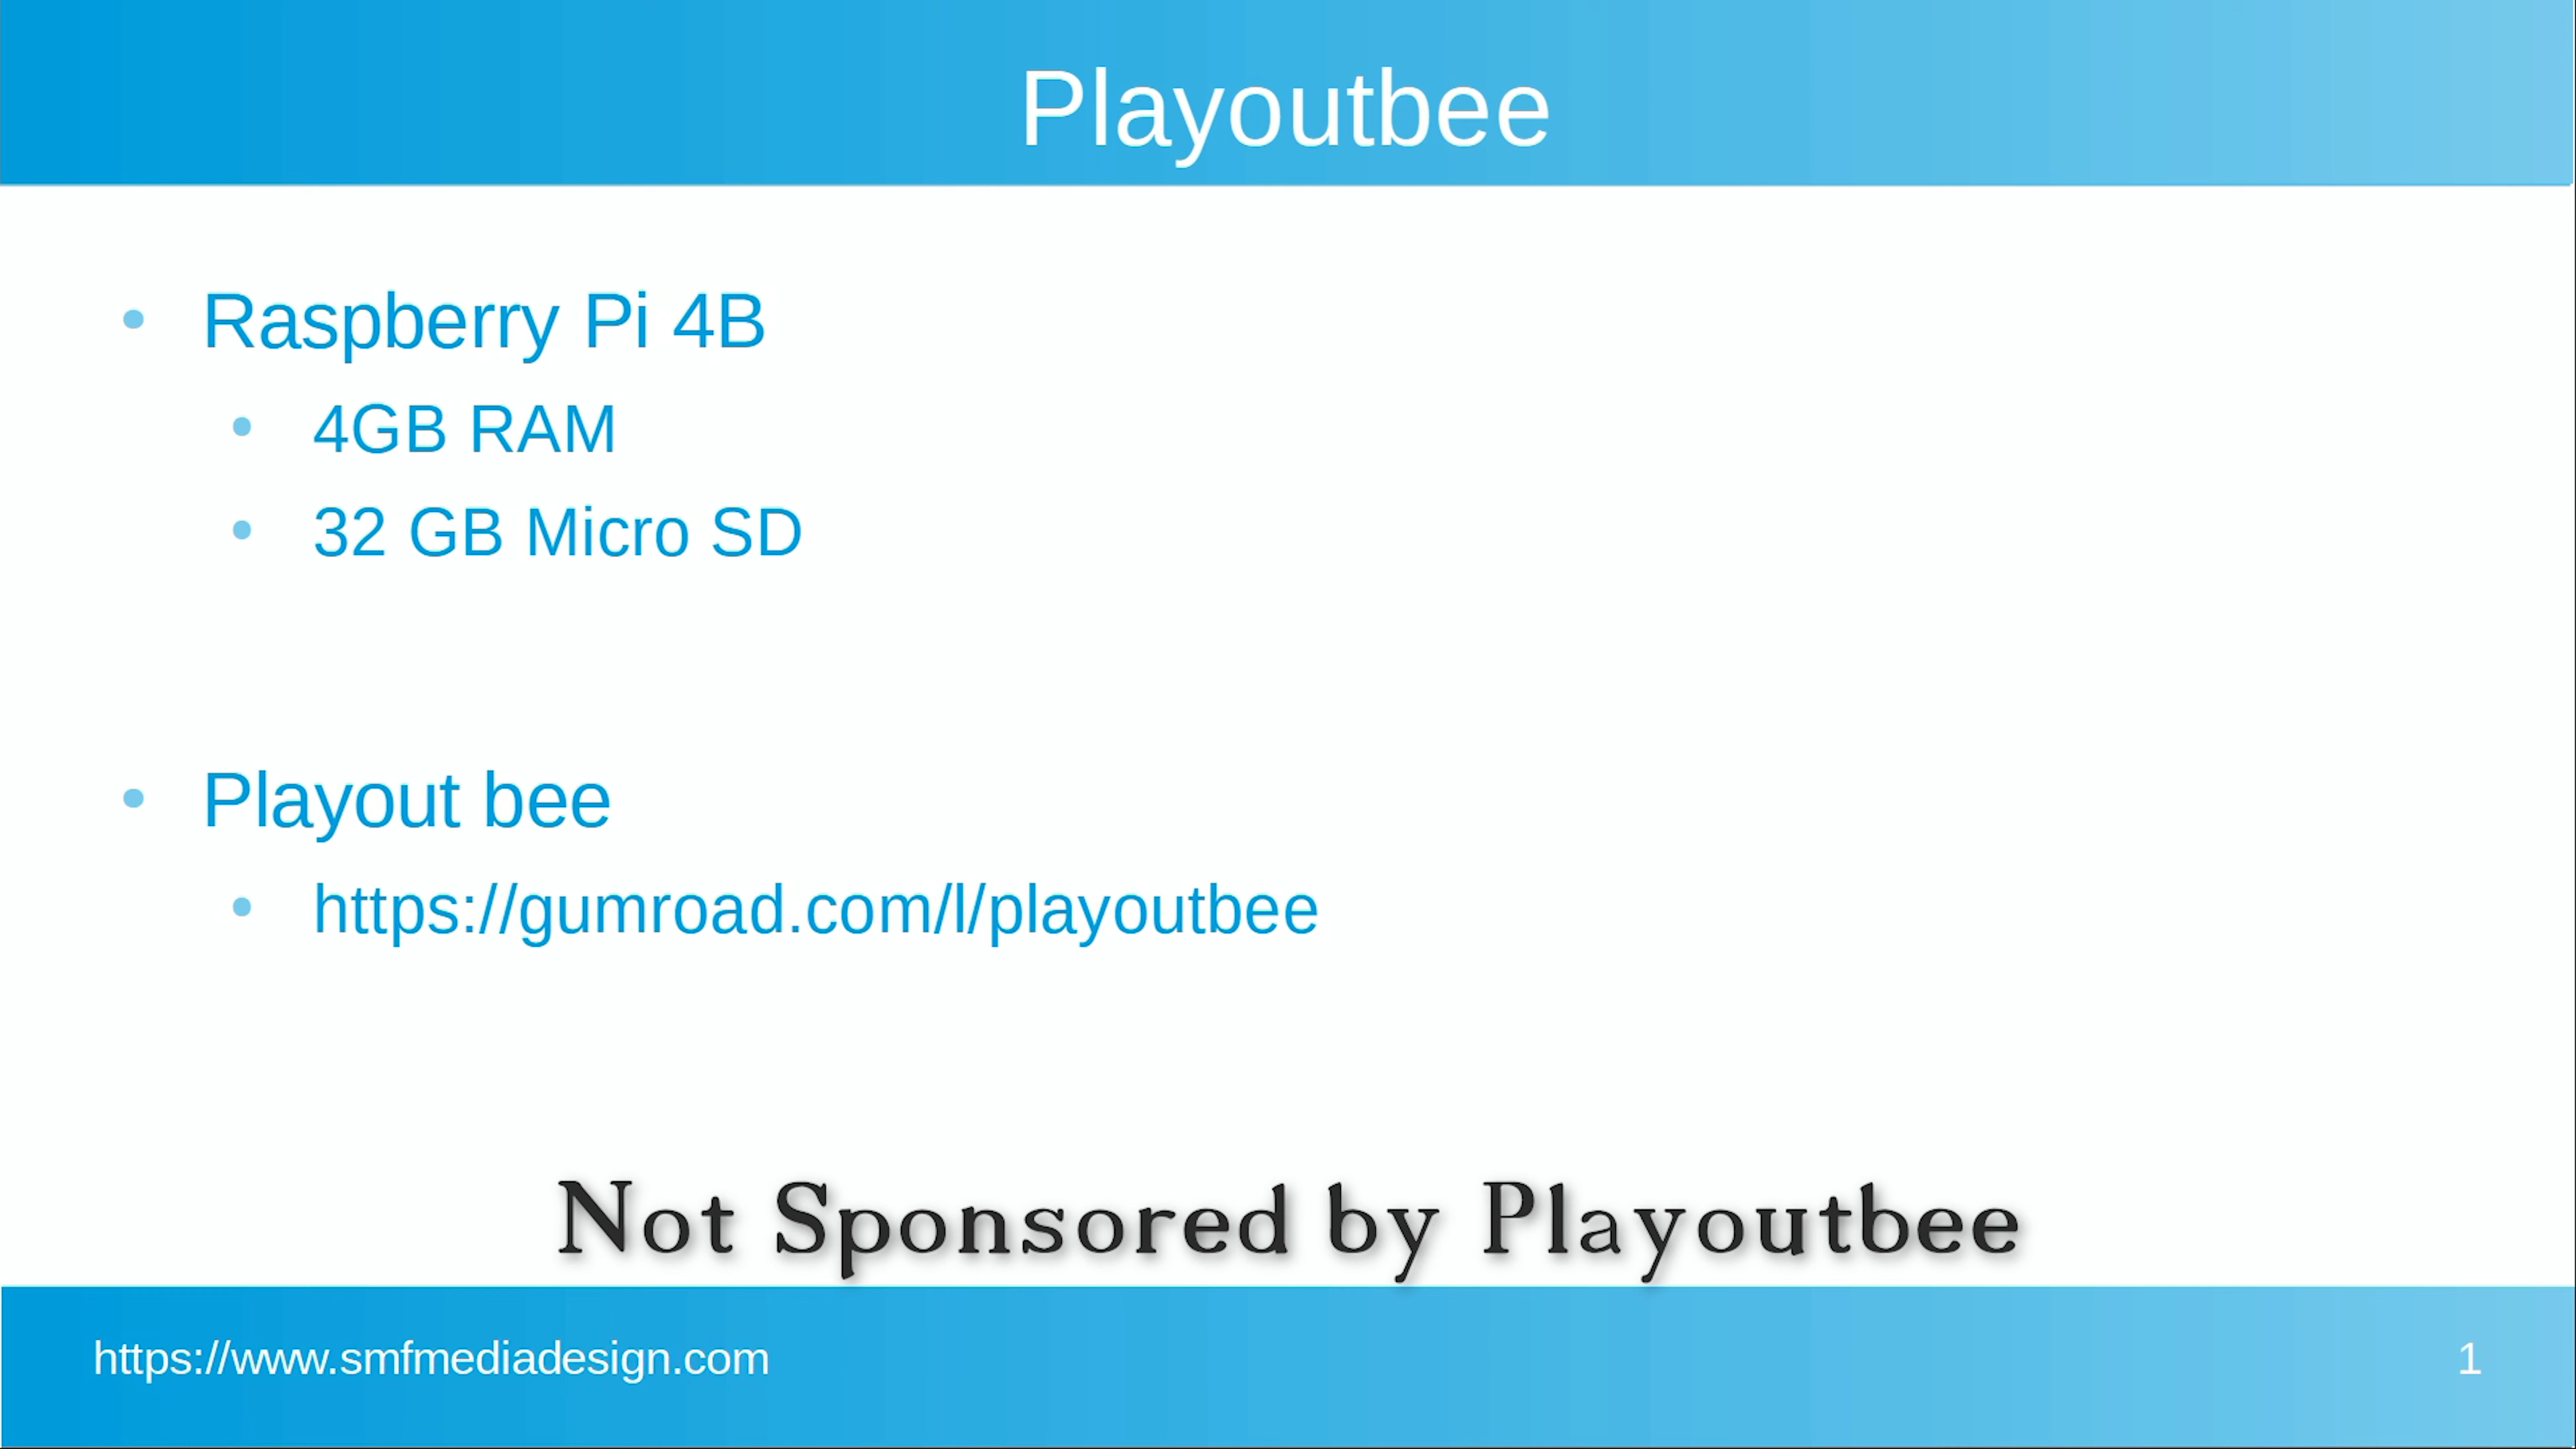 Playoutbee
• Raspberry Pi 4B
• 4GB RAM
• 32 GB Micro SD
• Playout bee
• https://gumroad.com/l/playoutbee
Not Sponsored by Playoutbee
https://www.smfmediadesign.com
1